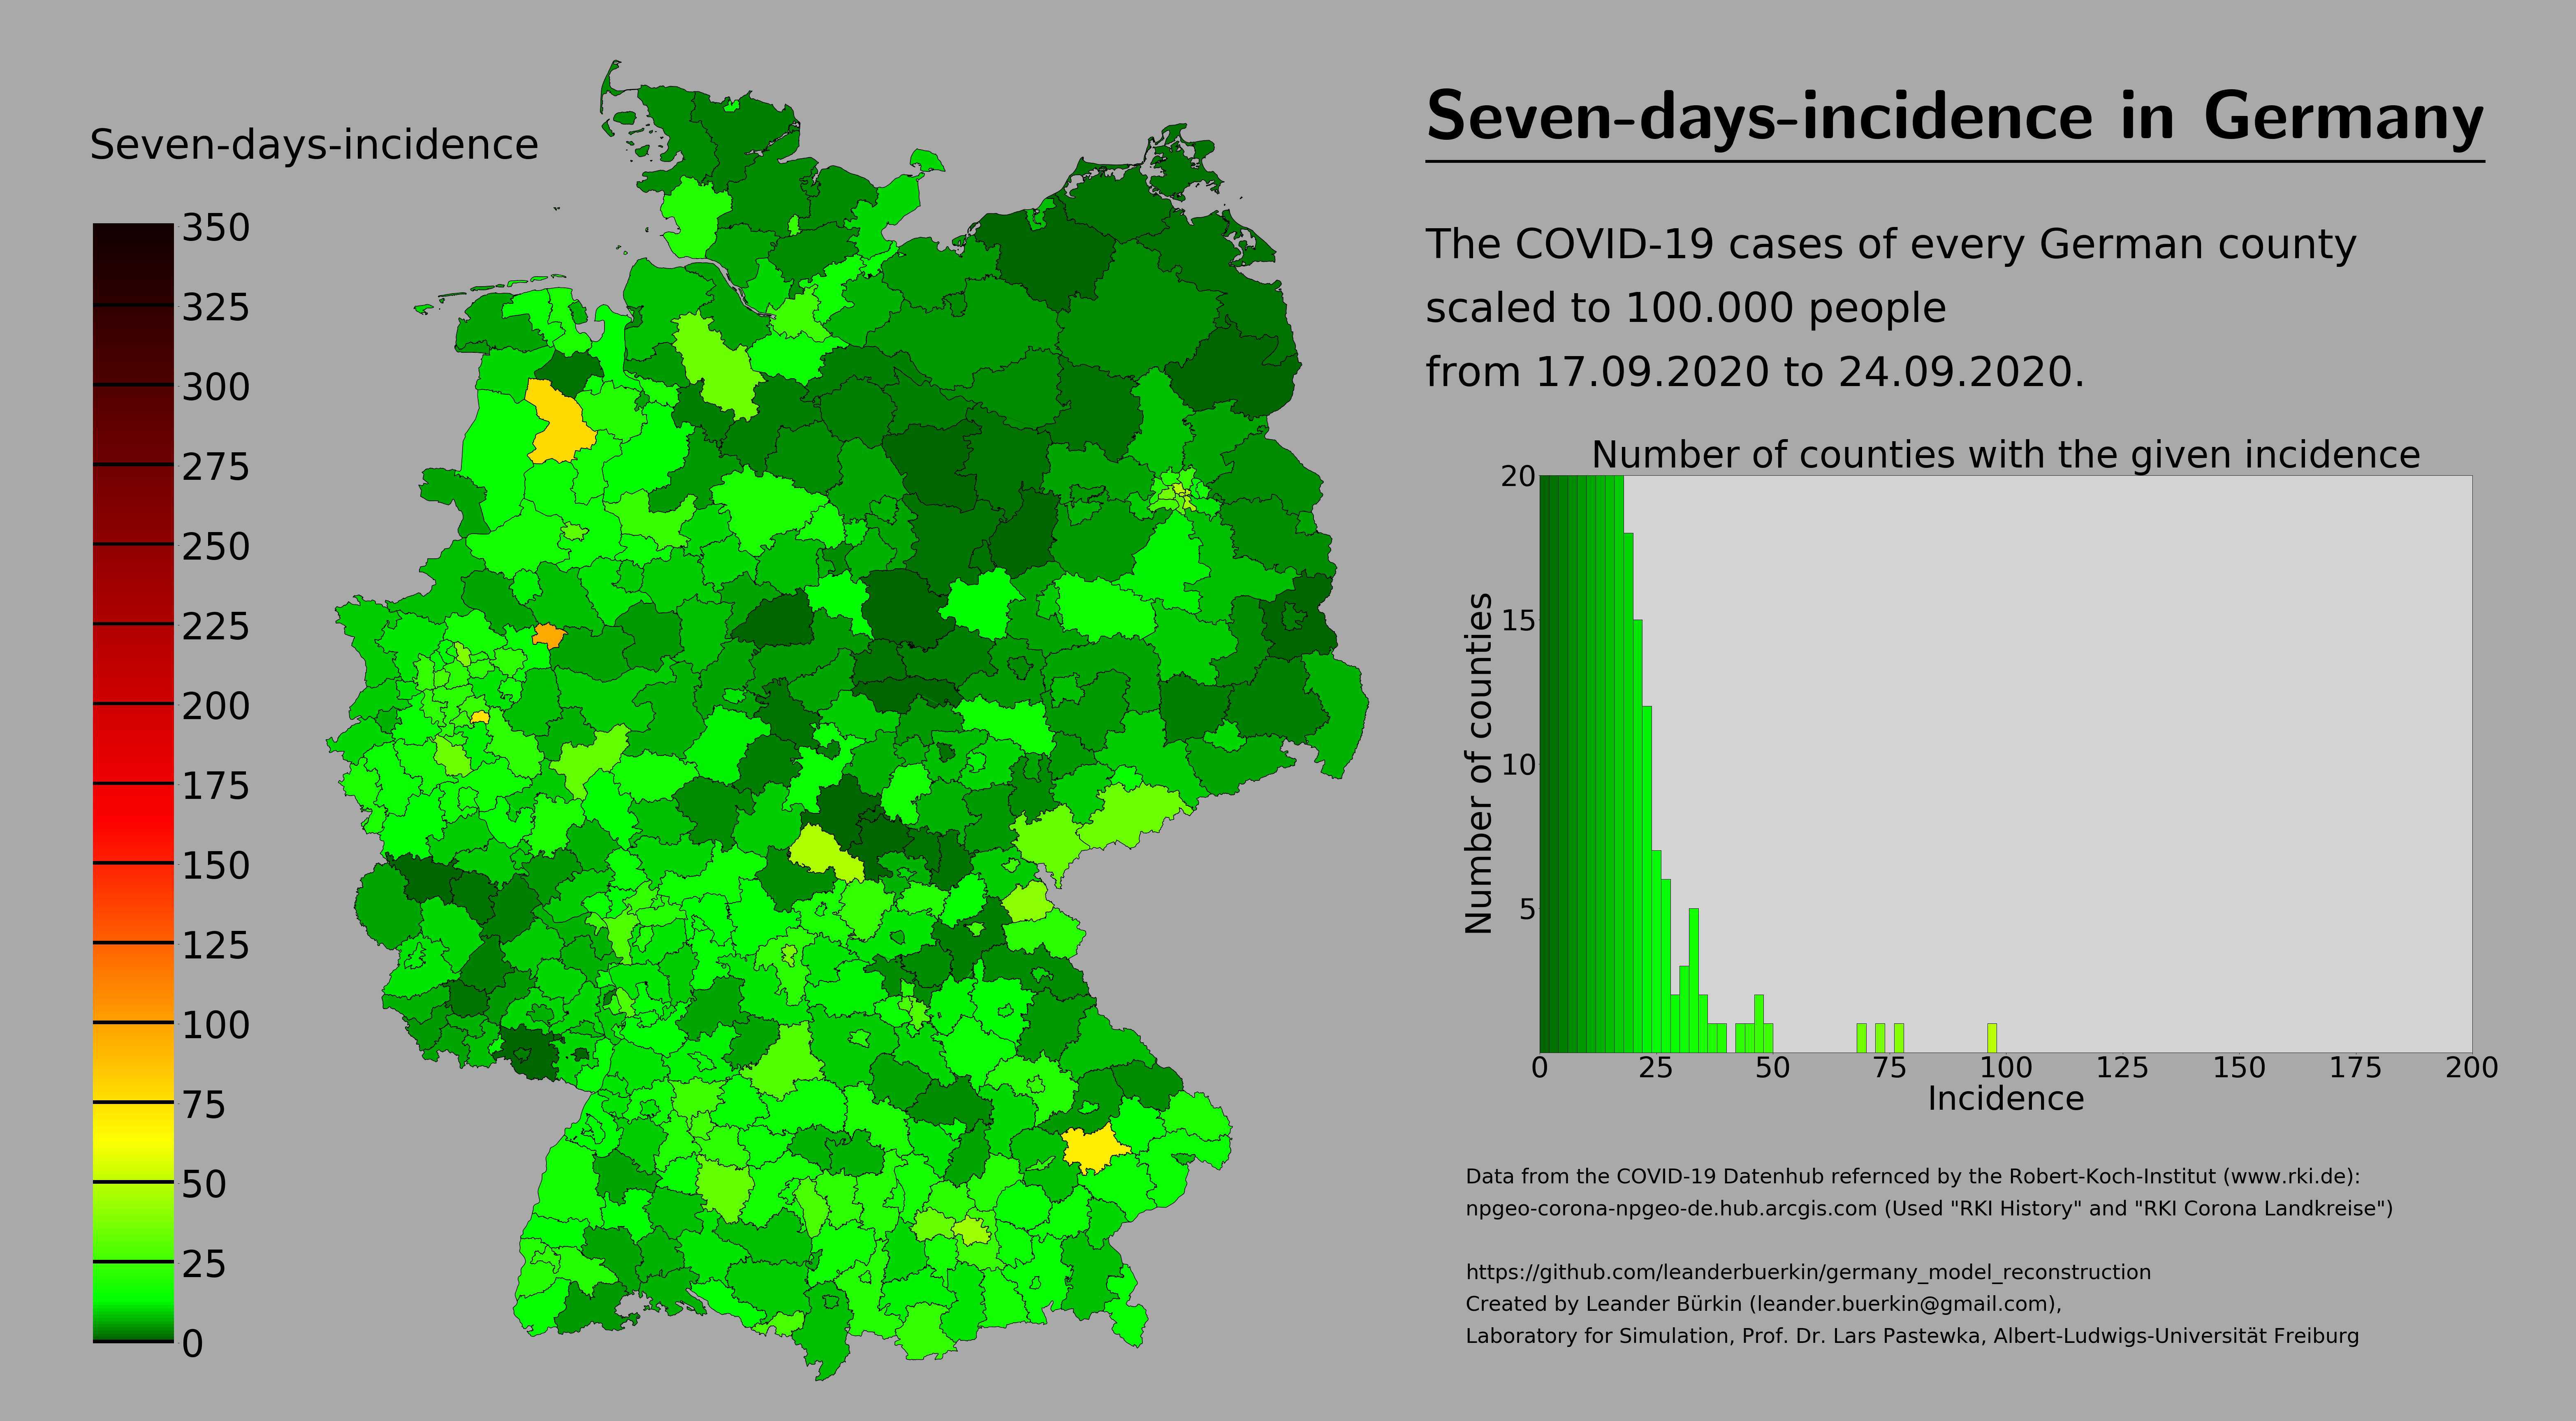 Seven-days-incidence in Germany
Seven-days-incidence
350
325
300
275
250
225
200
175
150
125
100
75
50
25
0
The COVID-19 cases of every German county
scaled to 100.000 people
from 17.09.2020 to 24.09.2020.
Number of counties with the given incidence
Number of counties
20
15
10
5
0 25 50 75 100 125 150 175 200
Incidence
Data from the COVID-19 Datenhub refernced by the Robert-Koch-Institut (www.rki.de):
npgeo-corona-npgeo-de.hub.arcgis.com (Used "RKI History" and "RKI Corona Landkreise")
https://github.com/leanderbuerkin/germany_model_reconstruction
Created by Leander Bürkin (leander.buerkin@gmail.com),
Laboratory for Simulation, Prof. Dr. Lars Pastewka, Albert-Ludwigs-Universität Freiburg